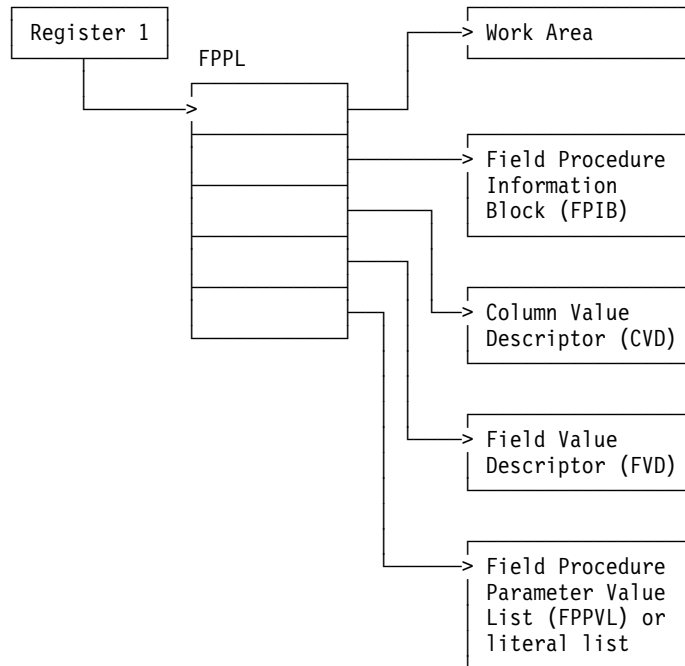 Register 1
FPPL
Work Area
Field Procedure
Information
Block (FPIB)
Column Value
Descriptor (CVD)
Field Value
Descriptor (FVD)
Field Procedure
Parameter Value
List (FPPVL) or
literal list